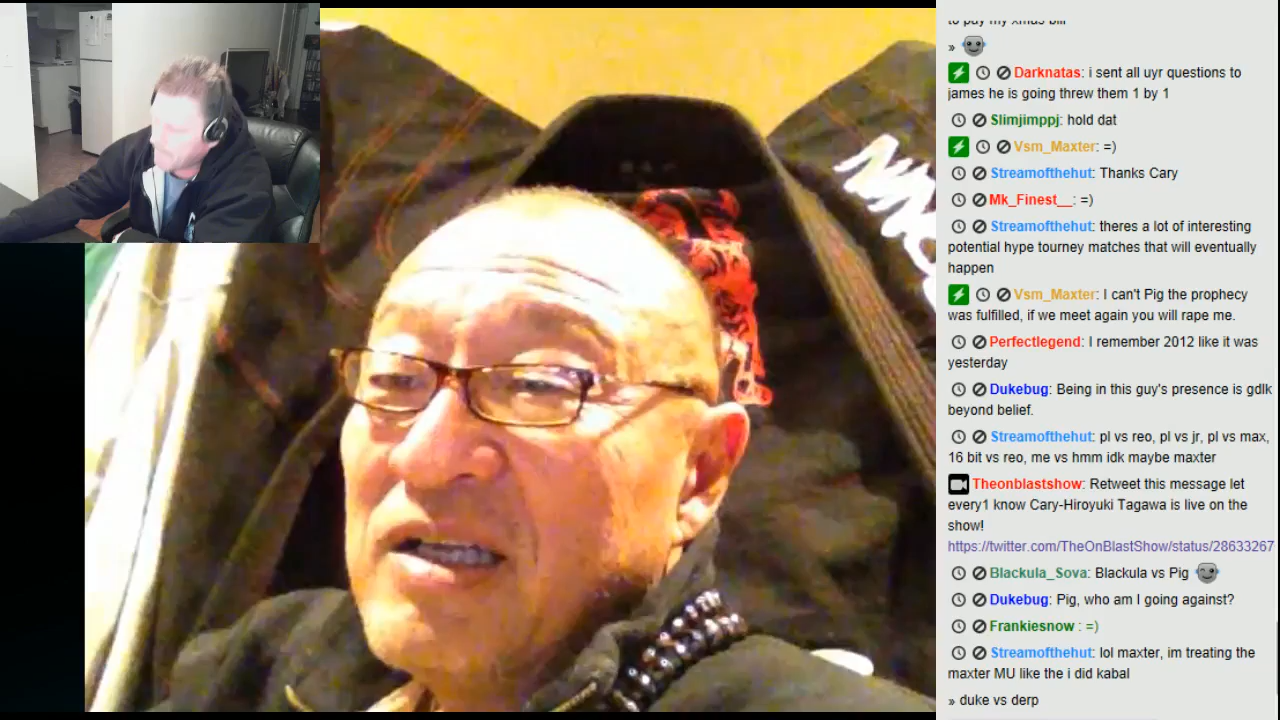 to pay my xmas bill
»
Darknatas: i sent all uyr questions to
james he is going threw them 1 by 1
Slimjimppj: hold dat
Vsm_Maxter: =)
Streamofthehut: Thanks Cary
Mk_Finest__: =)
Streamofthehut: theres a lot of interesting
potential hype tourney matches that will eventually
happen
Vsm_Maxter: I can't Pig the prophecy
was fulfilled, if we meet again you will rape me.
Perfectlegend: I remember 2012 like it was
yesterday
Dukebug: Being in this guy's presence is gdlk
beyond belief.
Streamofthehut: pl vs reo, pl vs jr, pl vs max,
16 bit vs reo, me vs hmm idk maybe maxter
Theonblastshow: Retweet this message let
every1 know Cary-Hiroyuki Tagawa is live on the
show!
https://twitter.com/TheOnBlastShow/status/28633267
Blackula_Sova: Blackula vs Pig
Dukebug: Pig, who am I going against?
Frankiesnow : =)
Streamofthehut: lol maxter, im treating the
maxter MU like the i did kabal
» duke vs derp